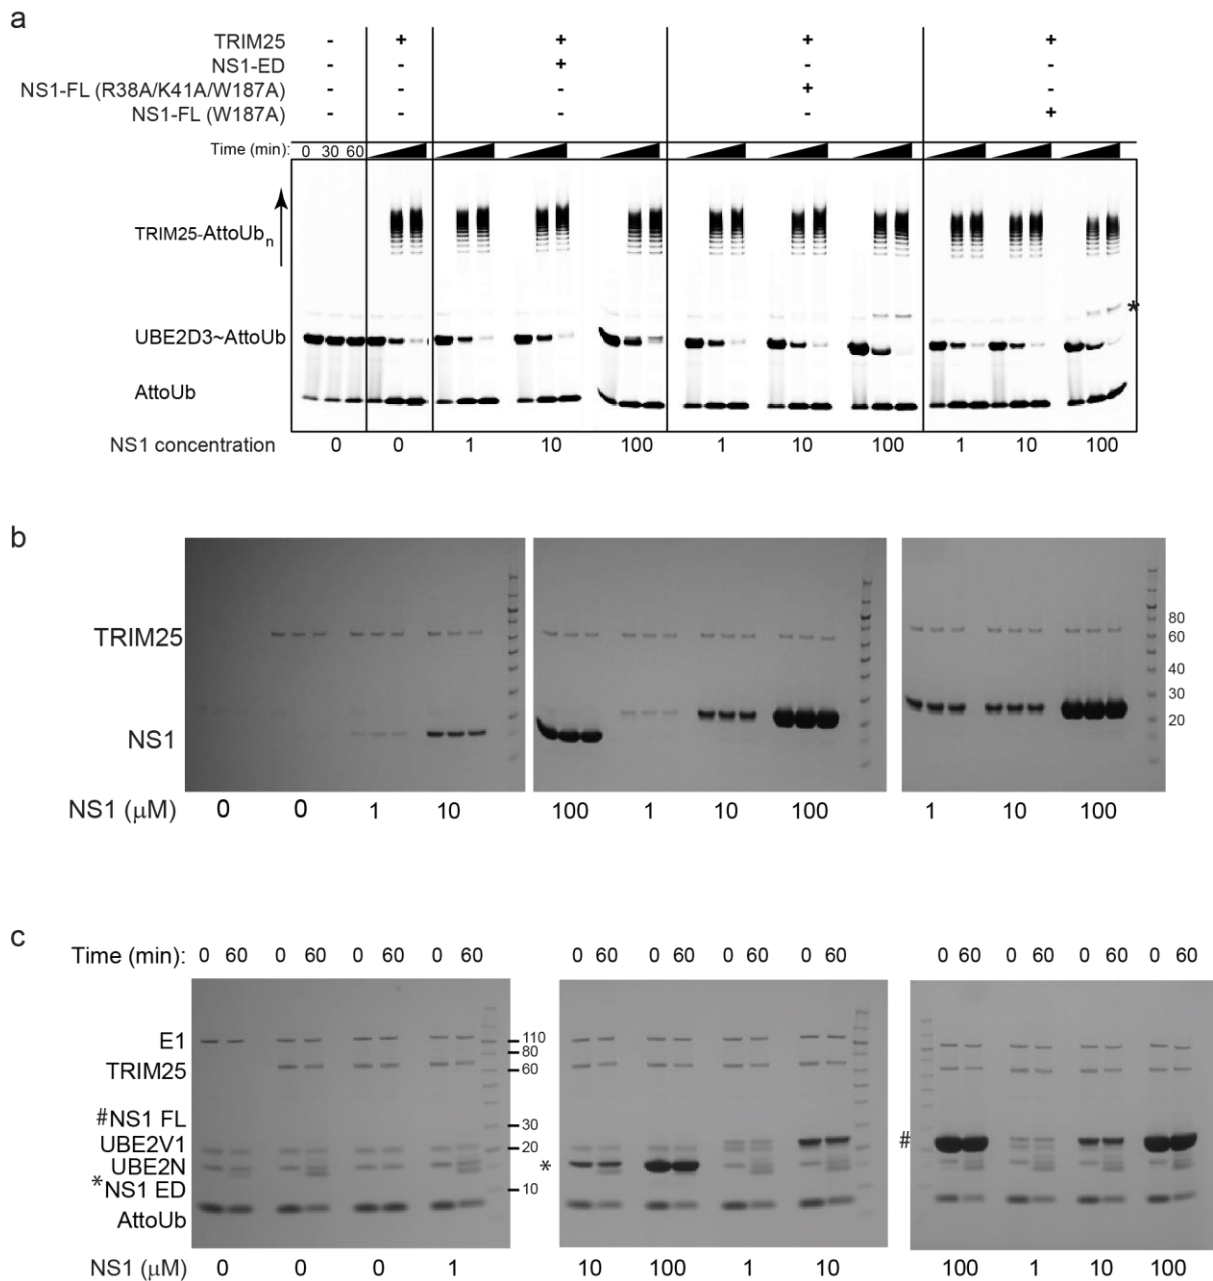 a
TRIM25 - + + + +
NS1-ED - - + - -
NS1-FL (R38A/K41A/W187A) - - - + -
NS1-FL (W187A) - - - - +
Time (min): 0 30 60
TRIM25-AttoUbn
*
UBE2D3~AttoUb
AttoUb
NS1 concentration 0 0 1 10 100 1 10 100 1 10 100
b
TRIM25
80
60
40
30
20
NS1
NS1 (μM) 0 0 1 10 100 1 10 100 1 10 100
c
Time (min): 0 60 0 60 0 60 0 60 0 60 0 60 0 60 0 60 0 60 0 60 0 60 0 60
E1
TRIM25
#NS1 FL
UBE2V1
UBE2N
*NS1 ED
AttoUb
110
80
60
30
20
10
*
#
NS1 (μM) 0 0 0 1 10 100 1 10 100 1 10 100